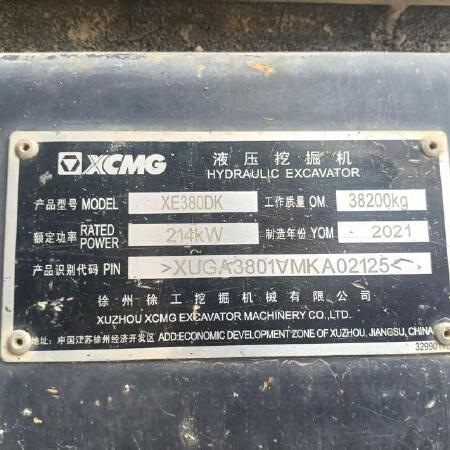 XCMG 液压挖掘机
HYDRAULIC EXCAVATOR
产品型号 MODEL XE380DK 工作质量 OM 38200kg
额定功率 RATED POWER 214kW 制造年份 YOM 2021
产品识别代码 PIN >XUGA3801VMKA02125<
徐州徐工挖掘机械有限公司
XUZHOU XCMG EXCAVATOR MACHINERY CO.,LTD.
地址: 中国江苏徐州经济开发区 ADD:ECONOMIC DEVELOPMENT ZONE OF XUZHOU, JIANGSU, CHINA